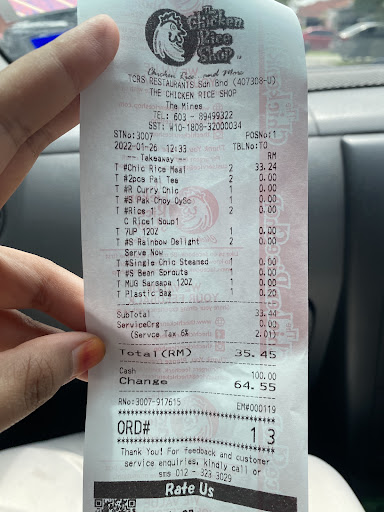 The
Chicken
Rice
Shop
Chicken Rice and More
TCRS RESTAURANTS Sdn Bhd (407308-U)
THE CHICKEN RICE SHOP
The Mines
TEL: 603 - 89499322
SST: W10-1808-32000034
STNo:3007 POSNo:1
2022-01-26 12:33 TBLNo:TO
-- Takeaway -- RM
T #Chic Rice Meal 2 33.24
T #2pcs Pai Tee 2 0.00
T #R Curry Chic 1 0.00
T #S Pak Choy OySc 1 0.00
T #Rice 1 2 0.00
C Rice1 Soup1
T 7UP 12OZ 1 0.00
T #S Rainbow Delight 2 0.00
Serve Now
T #Single Chic Steamed 1 0.00
T #S Bean Sprouts 1 0.00
T MUG Sarsapa 12OZ 1 0.00
T Plastic Bag 1 0.20
SubTotal 33.44
ServiceCrg 0.00
(Servce Tax 6% 2.01)
Total(RM) 35.45
Cash 100.00
Change 64.55
RNo:3007-917615 EM#000119
ORD# 13
Thank You! For feedback and customer
service enquiries, kindly call or
sms 012 - 323 3029
Rate Us